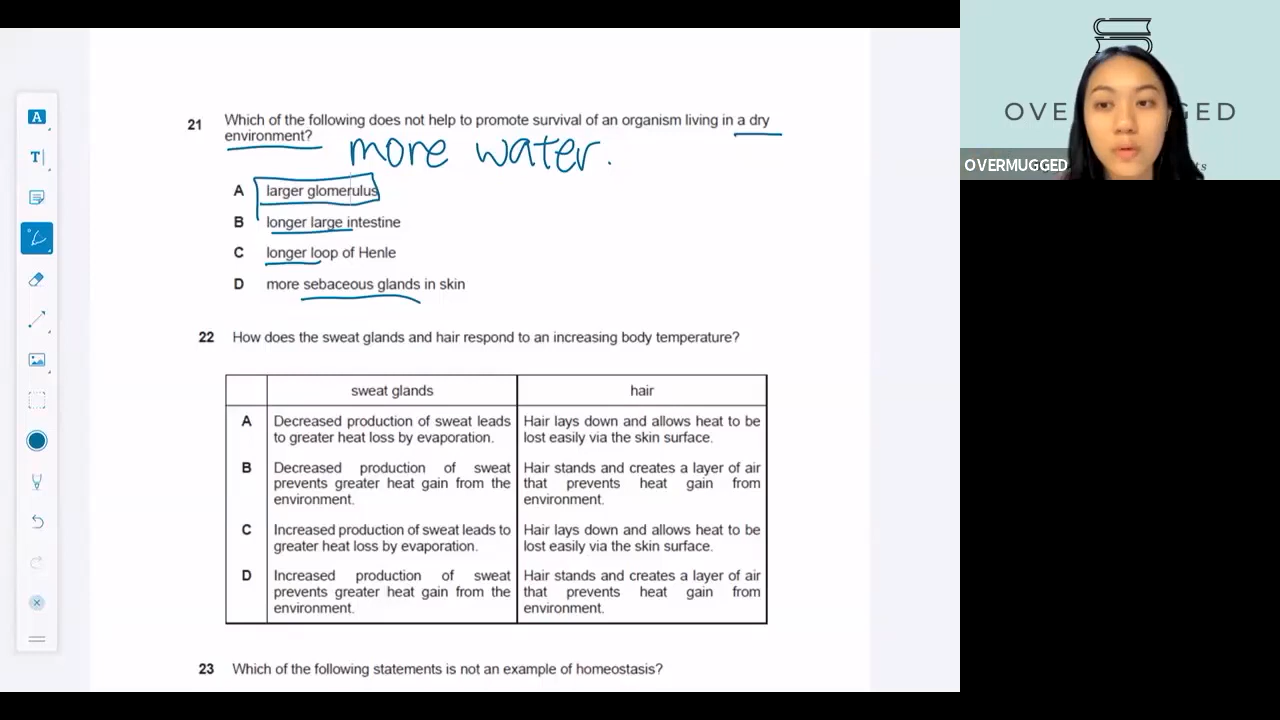 21 Which of the following does not help to promote survival of an organism living in a dry
environment?
more water.
A larger glomerulus
B longer large intestine
C longer loop of Henle
D more sebaceous glands in skin
22 How does the sweat glands and hair respond to an increasing body temperature?
sweat glands hair
A Decreased production of sweat leads Hair lays down and allows heat to be
to greater heat loss by evaporation. lost easily via the skin surface.
B Decreased production of sweat Hair stands and creates a layer of air
prevents greater heat gain from the that prevents heat gain from
environment. environment.
C Increased production of sweat leads to Hair lays down and allows heat to be
greater heat loss by evaporation. lost easily via the skin surface.
D Increased production of sweat Hair stands and creates a layer of air
prevents greater heat gain from the that prevents heat gain from
environment. environment.
23 Which of the following statements is not an example of homeostasis?
A
T
OVE GED
OVERMUGGED